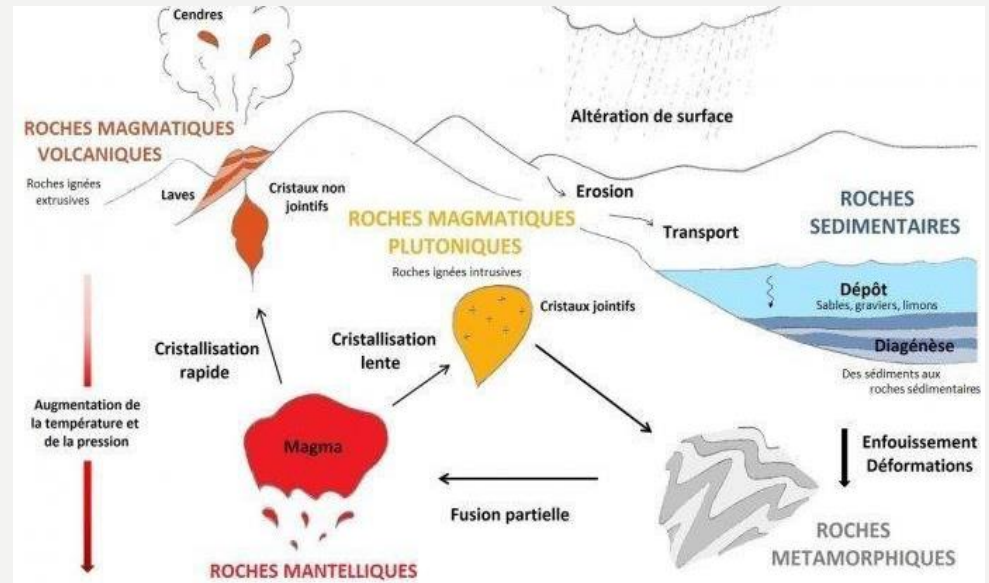 Cendres
ROCHES MAGMATIQUES
VOLCANIQUES
Roches ignées
extrusives
Laves
Cristaux non
jointifs
Altération de surface
Erosion
Transport
ROCHES MAGMATIQUES
PLUTONIQUES
Roches ignées intrusives
Cristaux jointifs
ROCHES
SEDIMENTAIRES
Dépôt
Sables, graviers, limons
Diagénèse
Des sédiments aux
roches sédimentaires
Cristallisation
rapide
Cristallisation
lente
Augmentation de
la température et
de la pression
Magma
Enfouissement
Déformations
Fusion partielle
ROCHES
METAMORPHIQUES
ROCHES MANTELLIQUES